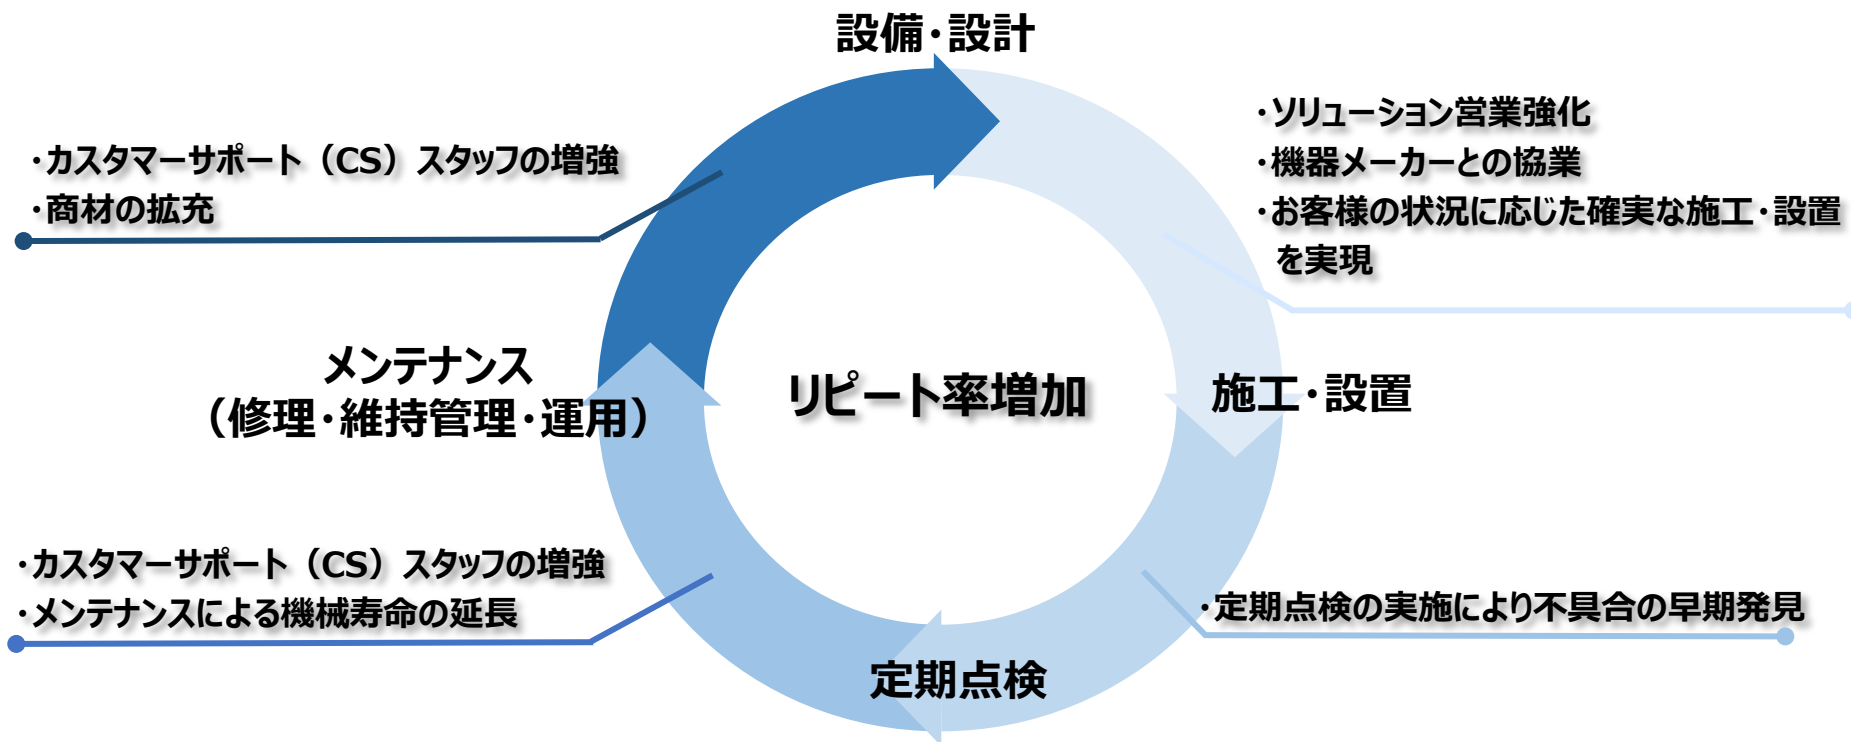 設備・設計
・カスタマーサポート（CS）スタッフの増強
・商材の拡充
・ソリューション営業強化
・機器メーカーとの協業
・お客様の状況に応じた確実な施工・設置
を実現
メンテナンス
（修理・維持管理・運用）
リピート率増加
施工・設置
・カスタマーサポート（CS）スタッフの増強
・メンテナンスによる機械寿命の延長
・定期点検の実施により不具合の早期発見
定期点検